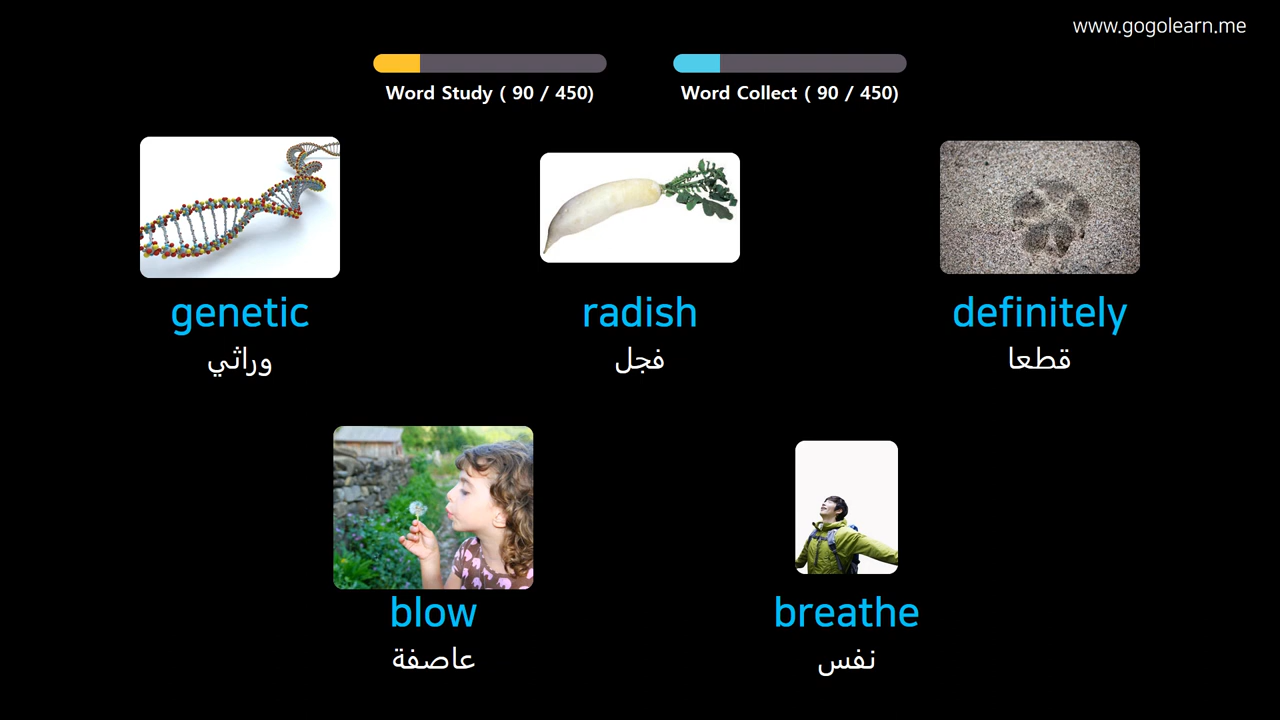 www.gogolearn.me
Word Study ( 90 / 450)
Word Collect ( 90 / 450)
genetic
وراثي
radish
فجل
definitely
قطعا
blow
عاصفة
breathe
نفس